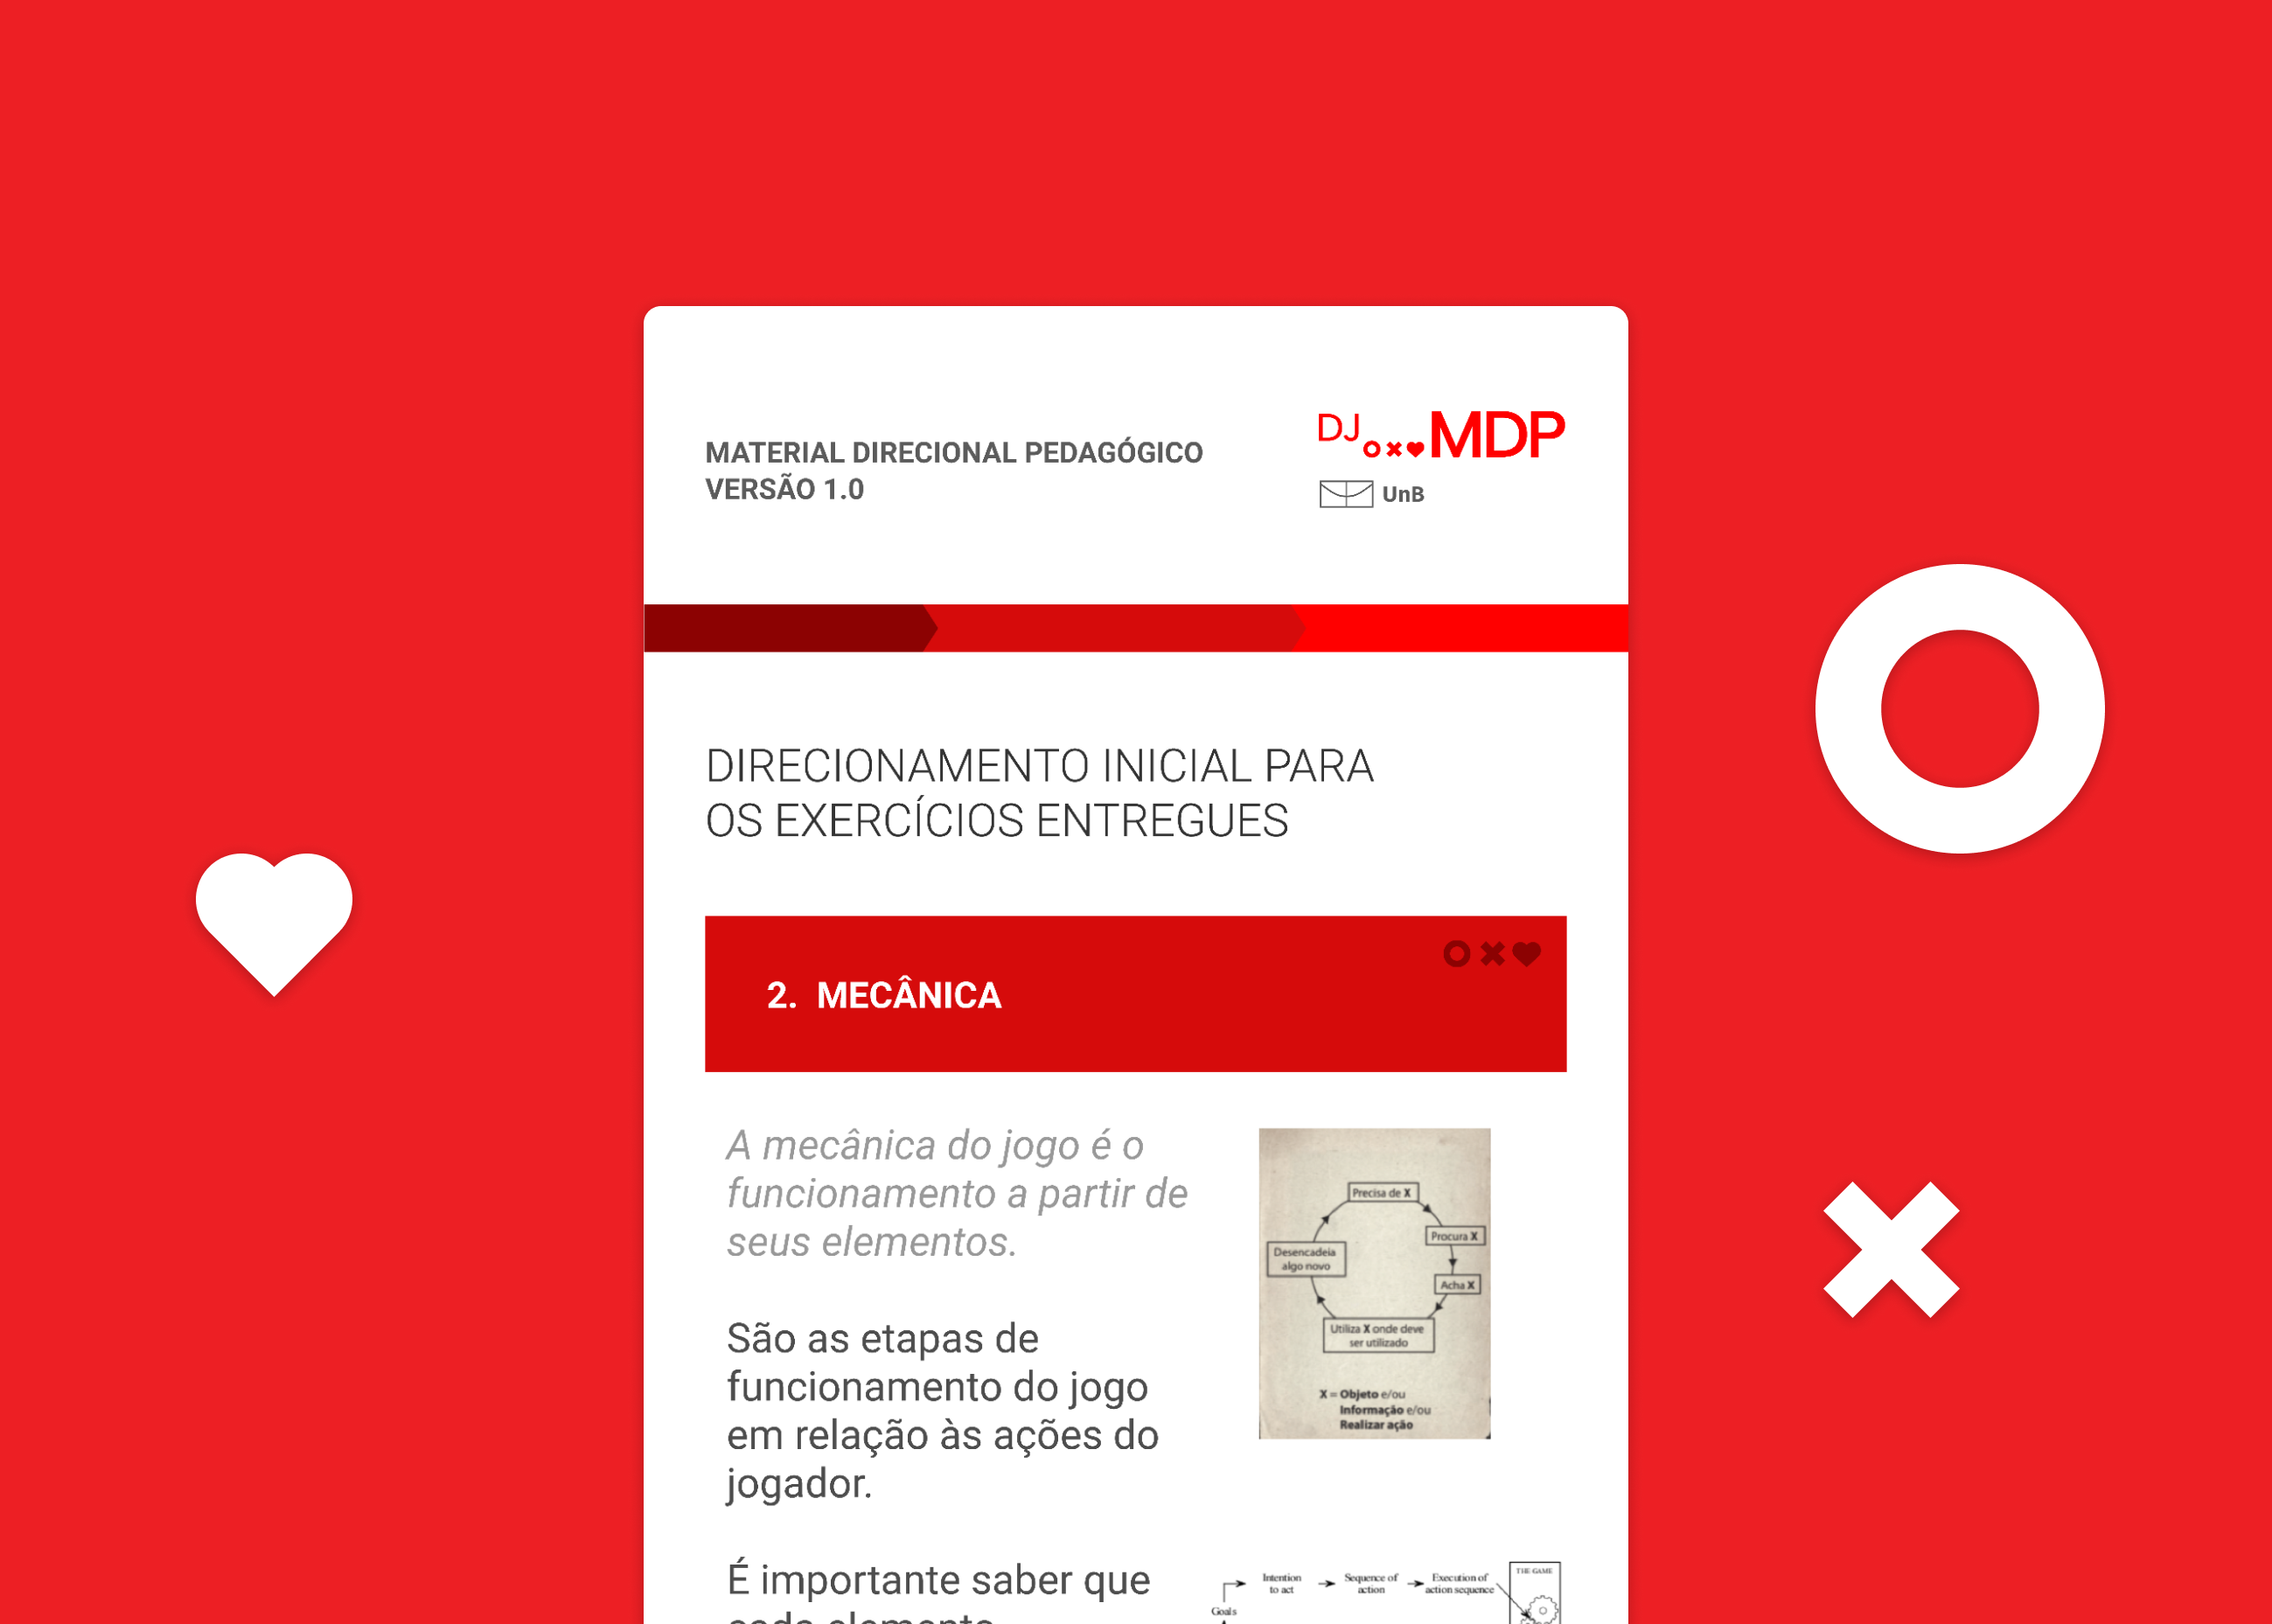 MATERIAL DIRECIONAL PEDAGÓGICO
VERSÃO 1.0
DJ MDP
UnB
DIRECIONAMENTO INICIAL PARA
OS EXERCÍCIOS ENTREGUES
2. MECÂNICA
A mecânica do jogo é o
funcionamento a partir de
seus elementos.
São as etapas de
funcionamento do jogo
em relação às ações do
jogador.
É importante saber que
cada elemento
Precisa de X
Procura X
Acha X
Utiliza X onde deve
ser utilizado
Desencadeia
algo novo
X = Objeto e/ou
Informação e/ou
Realizar ação
Intention
to act
Sequence of
action
Execution of
action sequence
THE GAME
Goals